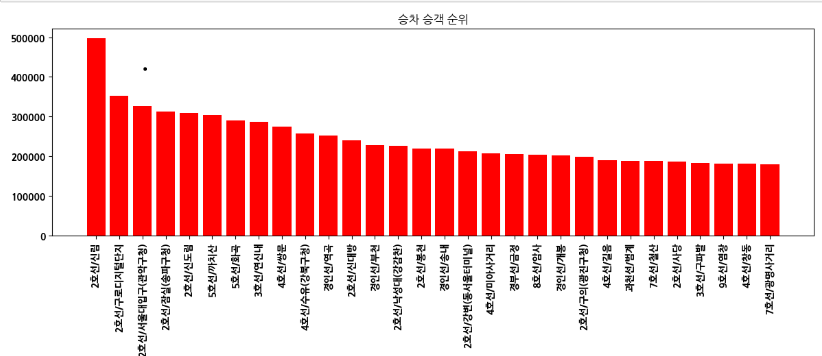 승차 승객 순위
500000
400000
300000
200000
100000
0
2호선/신림
2호선/구로디지털단지
2호선/서울대입구(관악구청)
2호선/잠실(송파구청)
2호선/신도림
5호선/까치산
5호선/화곡
3호선/연신내
4호선/쌍문
4호선/수유(강북구청)
경인선/역곡
2호선/신대방
경인선/부천
2호선/낙성대(강감찬)
2호선/봉천
경인선/송내
2호선/강변(동서울터미널)
4호선/미아사거리
경부선/금정
8호선/암사
경인선/개봉
2호선/구의(광진구청)
4호선/길음
과천선/범계
7호선/철산
2호선/사당
3호선/구파발
9호선/염창
4호선/창동
7호선/광명사거리